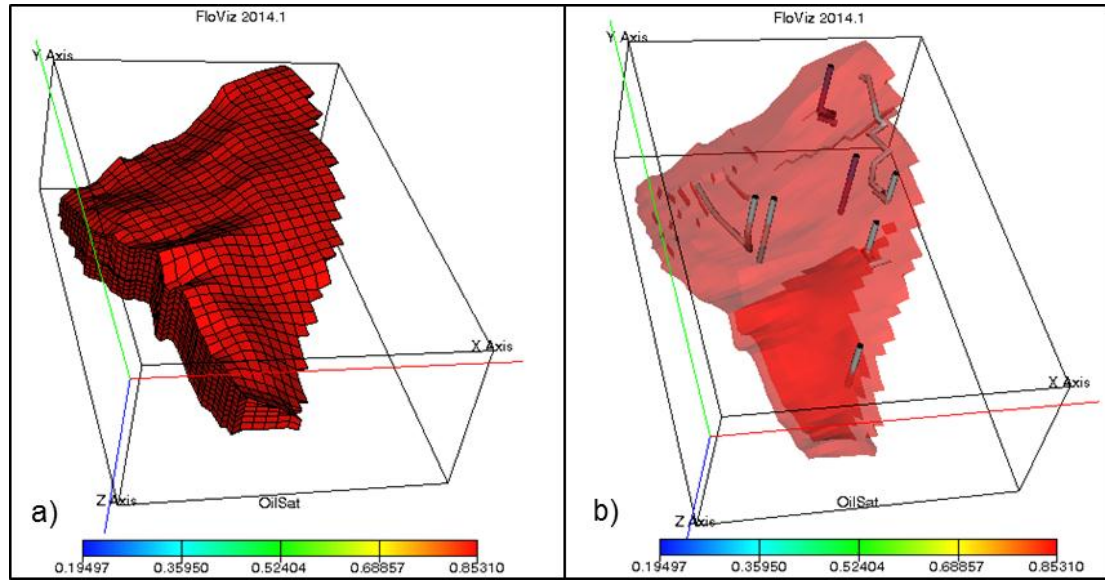 FloViz 2014.1
Y Axis
X Axis
Z Axis
OilSat
a)
0.19497 0.35950 0.52404 0.68857 0.85310
FloViz 2014.1
Y Axis
X Axis
Z Axis
OilSat
b)
0.19497 0.35950 0.52404 0.68857 0.85310